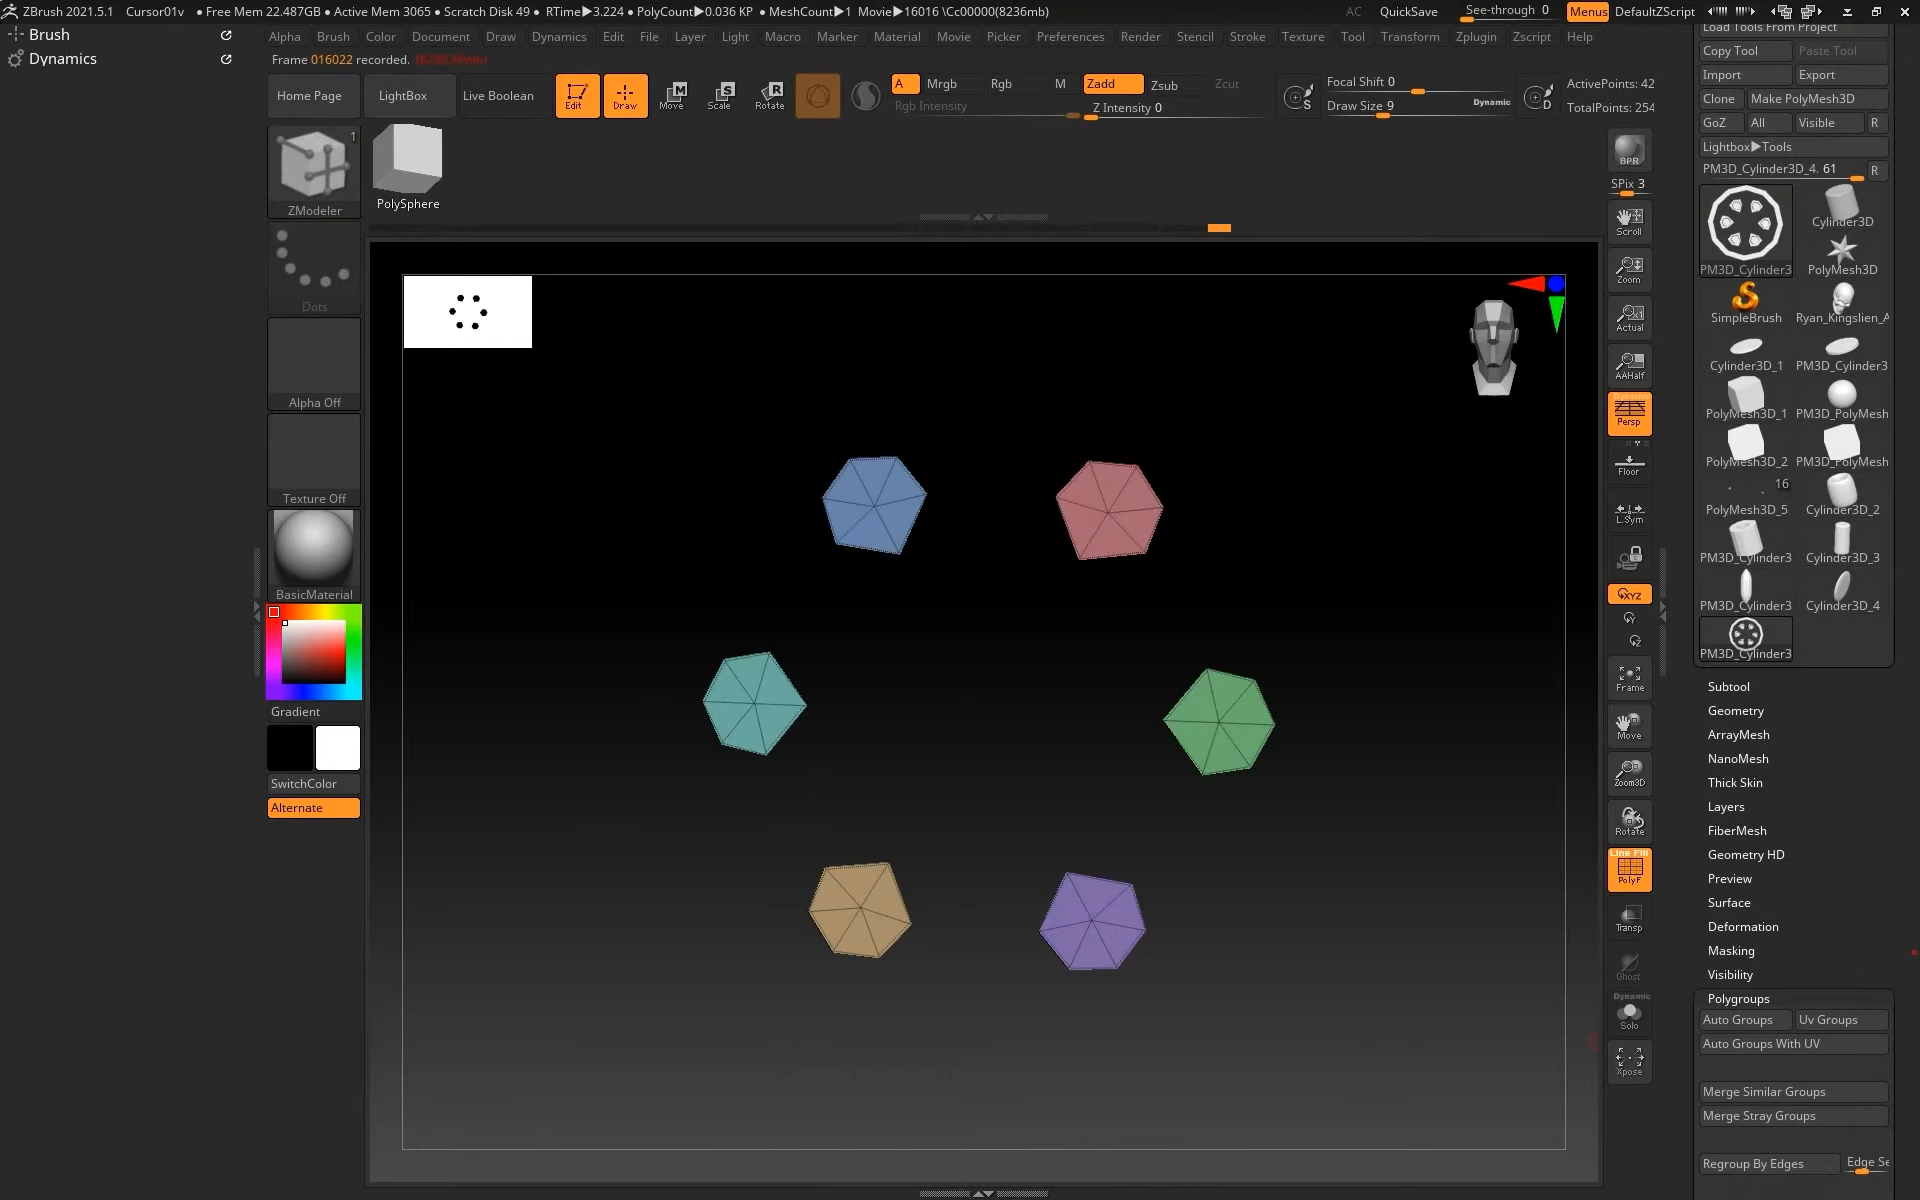 ZBrush 2021.5.1 Cursor01v • Free Mem 22.487GB • Active Mem 3065 • Scratch Disk 49 • RTime▶3.224 • PolyCount▶0.036 KP • MeshCount▶1 Movie▶16016 \Cc00000(8236mb) AC QuickSave See-through 0 Menus DefaultZScript
Brush
Dynamics
Alpha Brush Color Document Draw Dynamics Edit File Layer Light Macro Marker Material Movie Picker Preferences Render Stencil Stroke Texture Tool Transform Zplugin Zscript Help
Frame 016022 recorded.
Home Page LightBox Live Boolean Edit Draw Move Scale Rotate
A Mrgb Rgb M Zadd Zsub Zcut
Rgb Intensity Z Intensity 0
Focal Shift 0
Draw Size 9 Dynamic
ActivePoints: 42
TotalPoints: 254
1
ZModeler
PolySphere
Dots
Alpha Off
Texture Off
BasicMaterial
Gradient
SwitchColor
Alternate
BPR
SPix 3
Scroll
Zoom
Actual
AAHalf
Dynamic
Persp
Floor
L.Sym
XYZ
Frame
Move
Zoom3D
Rotate
Line Fill
PolyF
Transp
Ghost
Dynamic
Solo
Xpose
Load Tools From Project
Copy Tool Paste Tool
Import Export
Clone Make PolyMesh3D
GoZ All Visible R
Lightbox▶Tools
PM3D_Cylinder3D_4. 61 R
PM3D_Cylinder3 Cylinder3D
PolyMesh3D
SimpleBrush Ryan_Kingslien_A
Cylinder3D_1 PM3D_Cylinder3
PolyMesh3D_1 PM3D_PolyMesh
PolyMesh3D_2 PM3D_PolyMesh
16
PolyMesh3D_5 Cylinder3D_2
PM3D_Cylinder3 Cylinder3D_3
PM3D_Cylinder3 Cylinder3D_4
PM3D_Cylinder3
Subtool
Geometry
ArrayMesh
NanoMesh
Thick Skin
Layers
FiberMesh
Geometry HD
Preview
Surface
Deformation
Masking
Visibility
Polygroups
Auto Groups Uv Groups
Auto Groups With UV
Merge Similar Groups
Merge Stray Groups
Regroup By Edges Edge Se